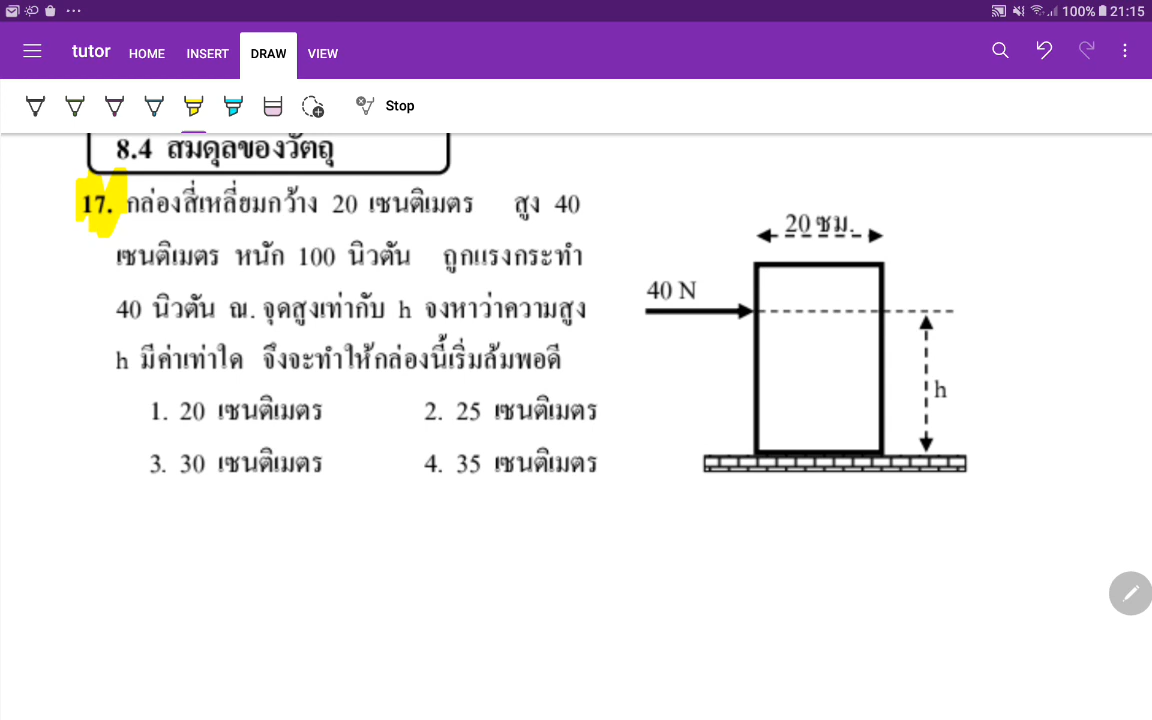 100% 21:15
tutor HOME INSERT DRAW VIEW
Stop
8.4 สมดุลของวัตถุ
17. กล่องสี่เหลี่ยมกว้าง 20 เซนติเมตร สูง 40
เซนติเมตร หนัก 100 นิวตัน ถูกแรงกระทำ
40 นิวตัน ณ. จุดสูงเท่ากับ h จงหาว่าความสูง
h มีค่าเท่าใด จึงจะทำให้กล่องนี้เริ่มล้มพอดี
1. 20 เซนติเมตร 2. 25 เซนติเมตร
3. 30 เซนติเมตร 4. 35 เซนติเมตร
20 ซม.
40 N
h